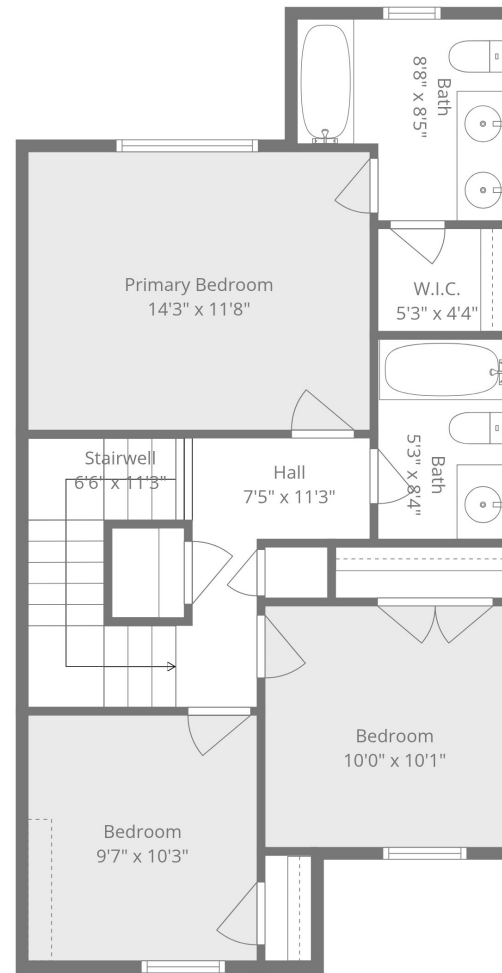 Bath
8'8" x 8'5"
Primary Bedroom
14'3" x 11'8"
W.I.C.
5'3" x 4'4"
Stairwell
6'6" x 11'3"
Hall
7'5" x 11'3"
Bath
5'3" x 8'4"
Bedroom
10'0" x 10'1"
Bedroom
9'7" x 10'3"